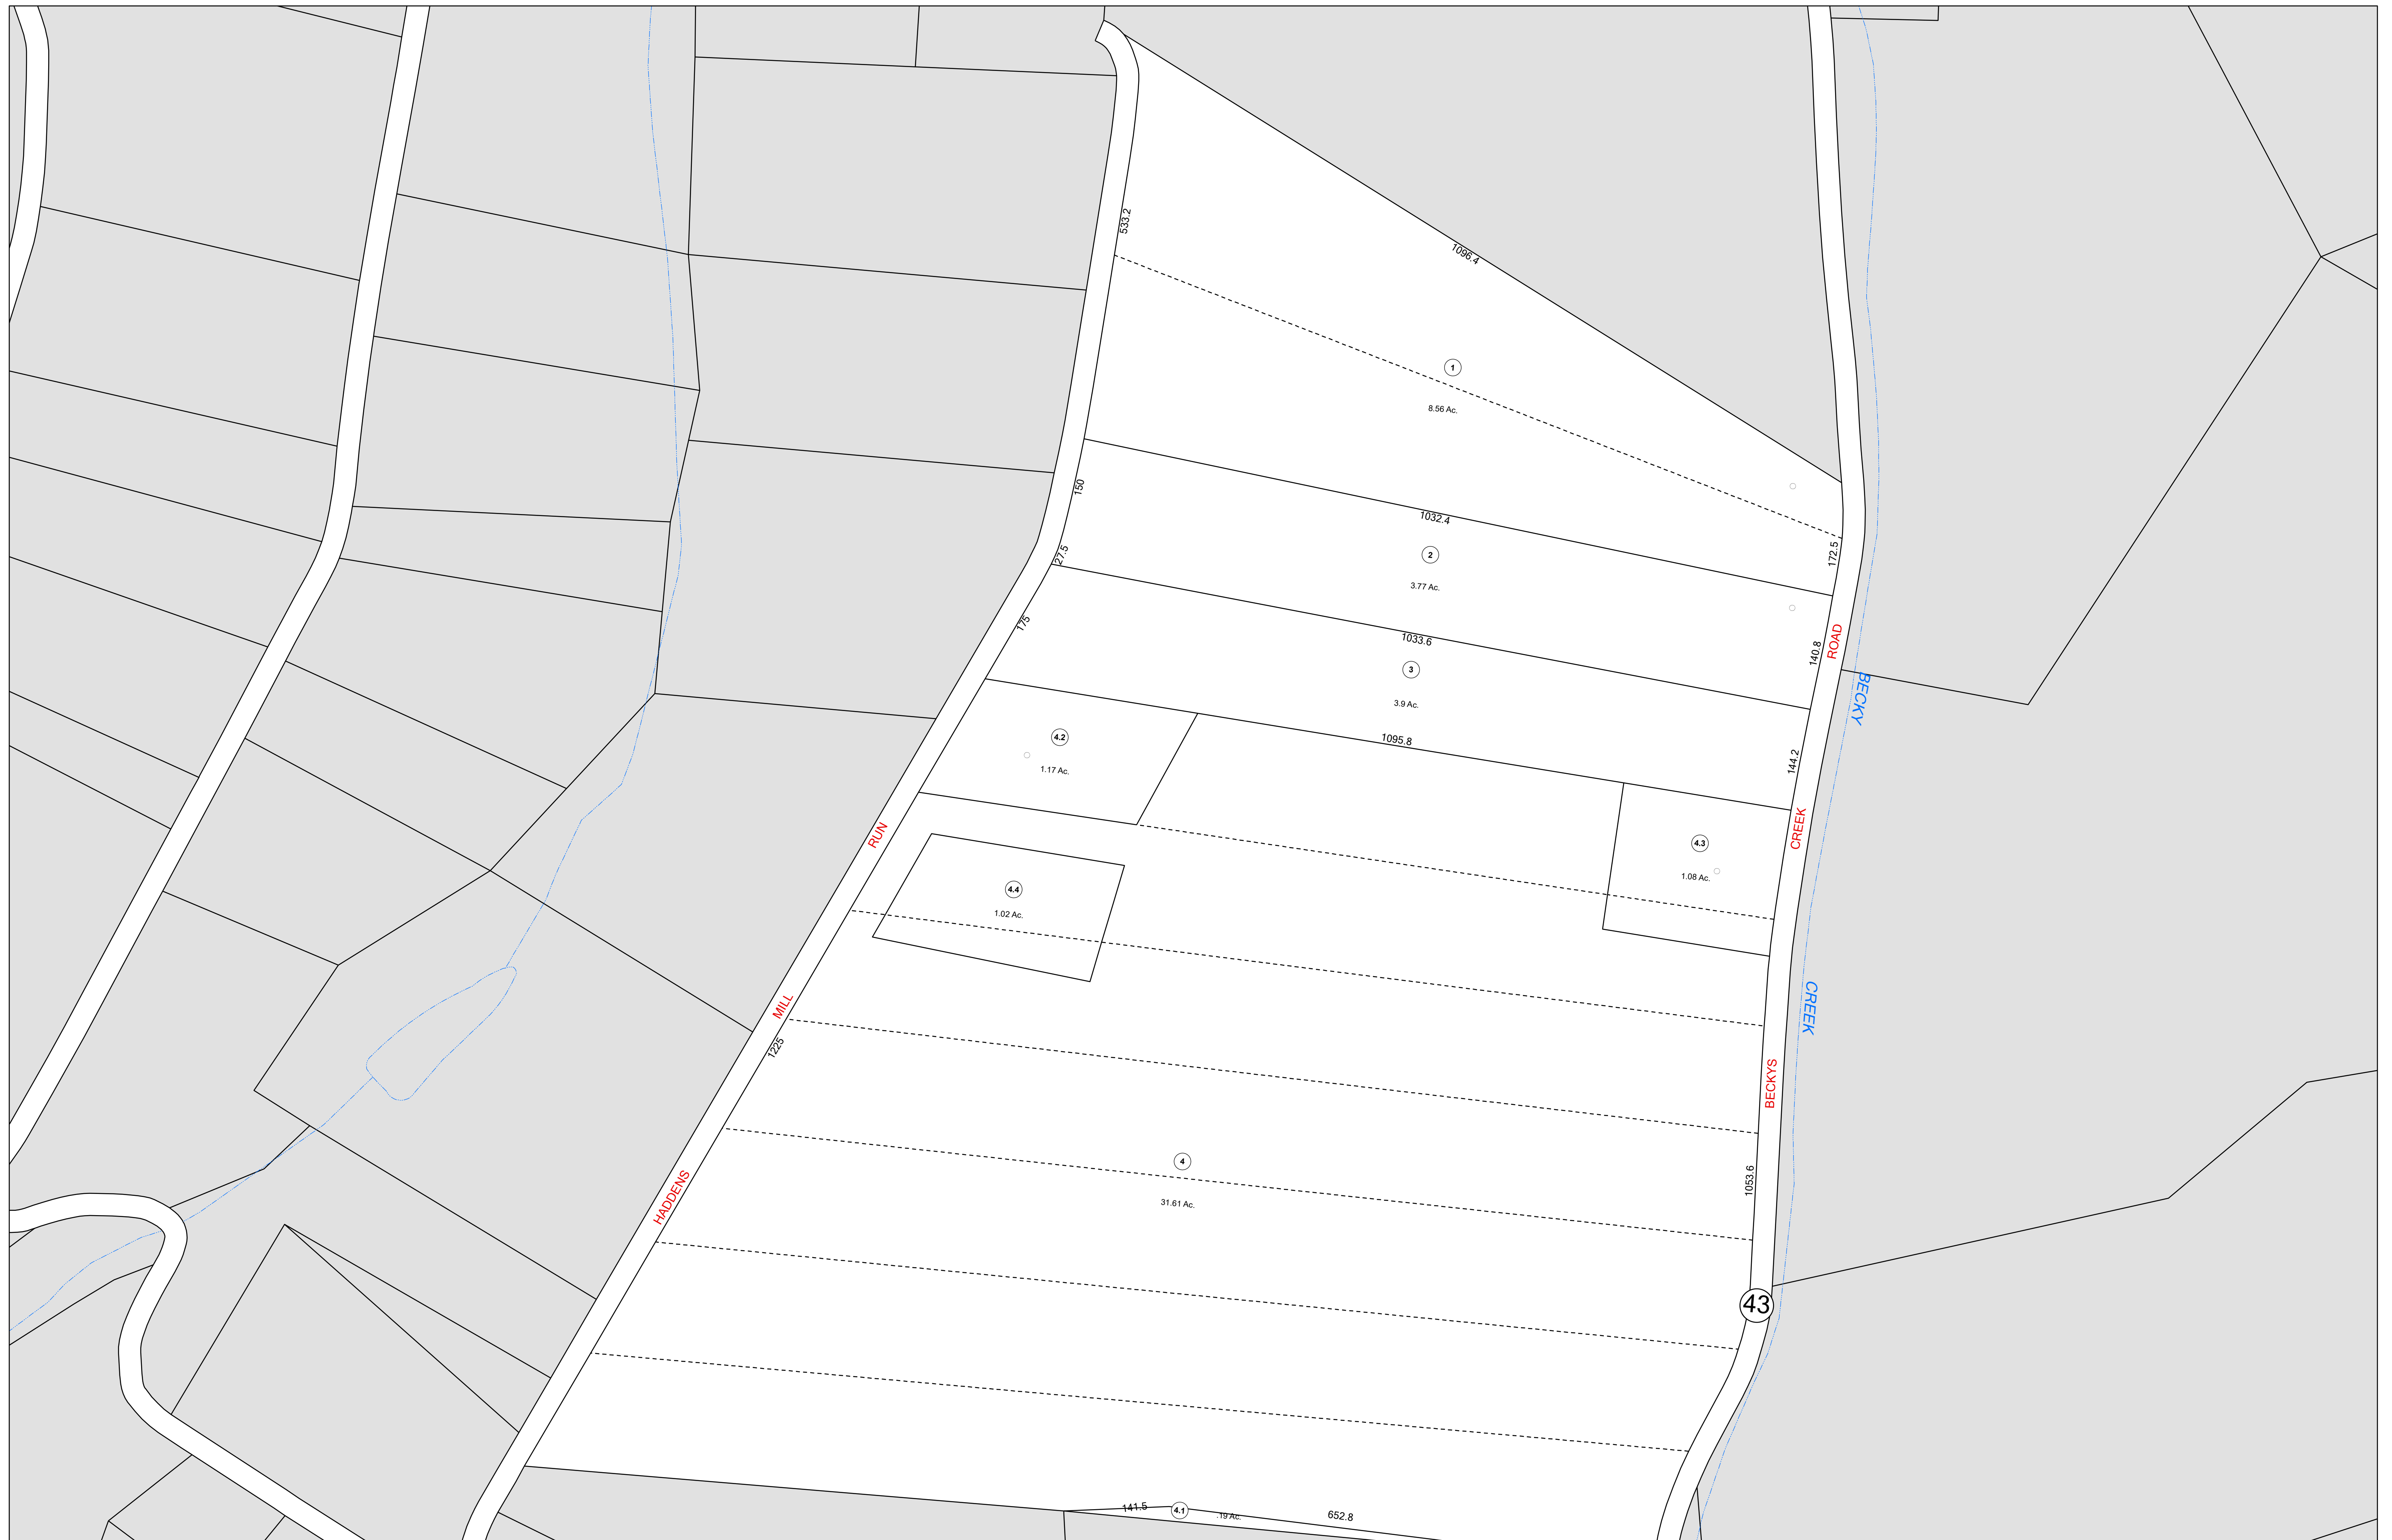 533.2
1096.4
1
8.56 Ac.
150
1032.4
172.5
27.5
2
3.77 Ac.
175
1033.6
140.8
ROAD
3
3.9 Ac.
BECKY
4.2
1.17 Ac.
1095.8
144.2
RUN
CREEK
4.3
1.08 Ac.
4.4
1.02 Ac.
MILL
CREEK
1225
BECKYS
4
31.61 Ac.
HADDENS
1053.6
43
141.5
4.1
.19 Ac.
652.8